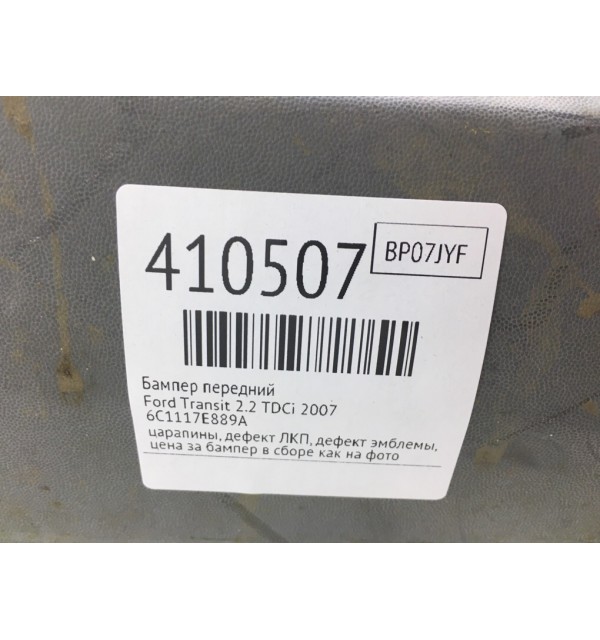 410507
BP07JYF
Бампер передний
Ford Transit 2.2 TDCi 2007
6C1117E889A
царапины, дефект ЛКП, дефект эмблемы,
цена за бампер в сборе как на фото